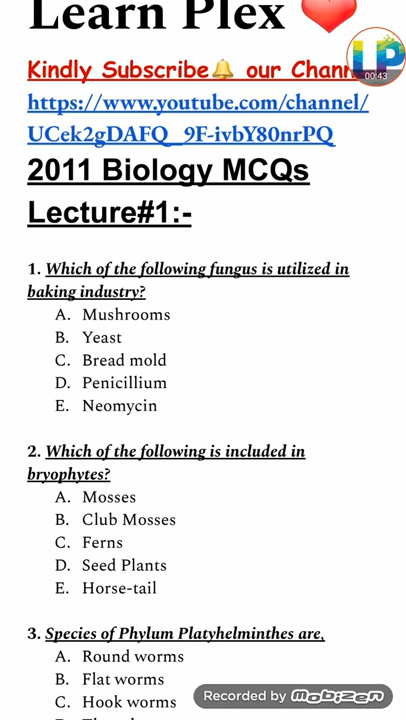 Learn Plex
LP
00:43
Kindly Subscribe🔔 our Chann
https://www.youtube.com/channel/
UCek2gDAFQ_9F-ivbY80nrPQ
2011 Biology MCQs
Lecture#1:-
1. Which of the following fungus is utilized in
baking industry?
A. Mushrooms
B. Yeast
C. Bread mold
D. Penicillium
E. Neomycin
2. Which of the following is included in
bryophytes?
A. Mosses
B. Club Mosses
C. Ferns
D. Seed Plants
E. Horse-tail
3. Species of Phylum Platyhelminthes are,
A. Round worms
B. Flat worms
C. Hook worms
Recorded by mobizen